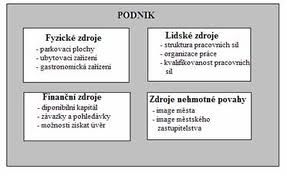 PODNIK
Fyzické zdroje
- parkovací plochy
- ubytovací zařízení
- gastronomická zařízení
Lidské zdroje
- struktura pracovních sil
- organizace práce
- kvalifikovanost pracovních
sil
Finanční zdroje
- diponibilní kapitál
- závazky a pohledávky
- možnosti získat úvěr
Zdroje nehmotné povahy
- image města
- image městského
zastupitelstva